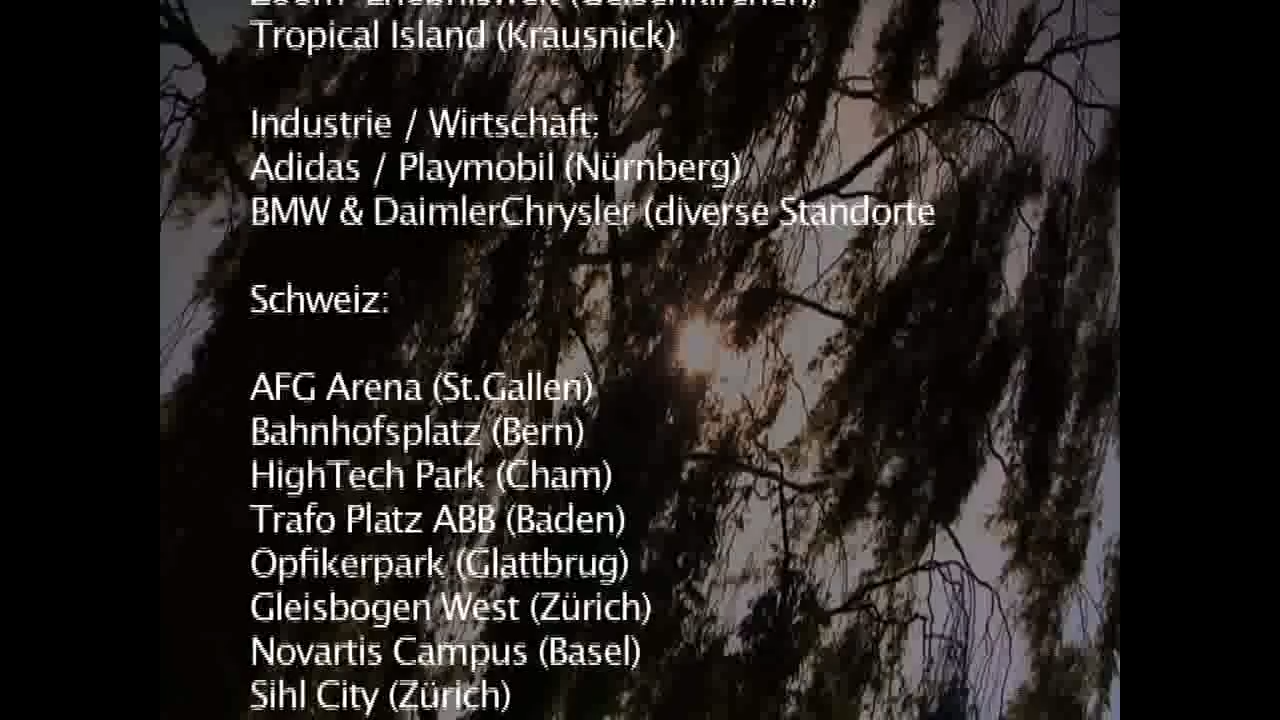 Tropical Island (Krausnick)
Industrie / Wirtschaft:
Adidas / Playmobil (Nürnberg)
BMW & DaimlerChrysler (diverse Standorte
Schweiz:
AFG Arena (St.Gallen)
Bahnhofsplatz (Bern)
HighTech Park (Cham)
Trafo Platz ABB (Baden)
Opfikerpark (Glattbrug)
Gleisbogen West (Zürich)
Novartis Campus (Basel)
Sihl City (Zürich)